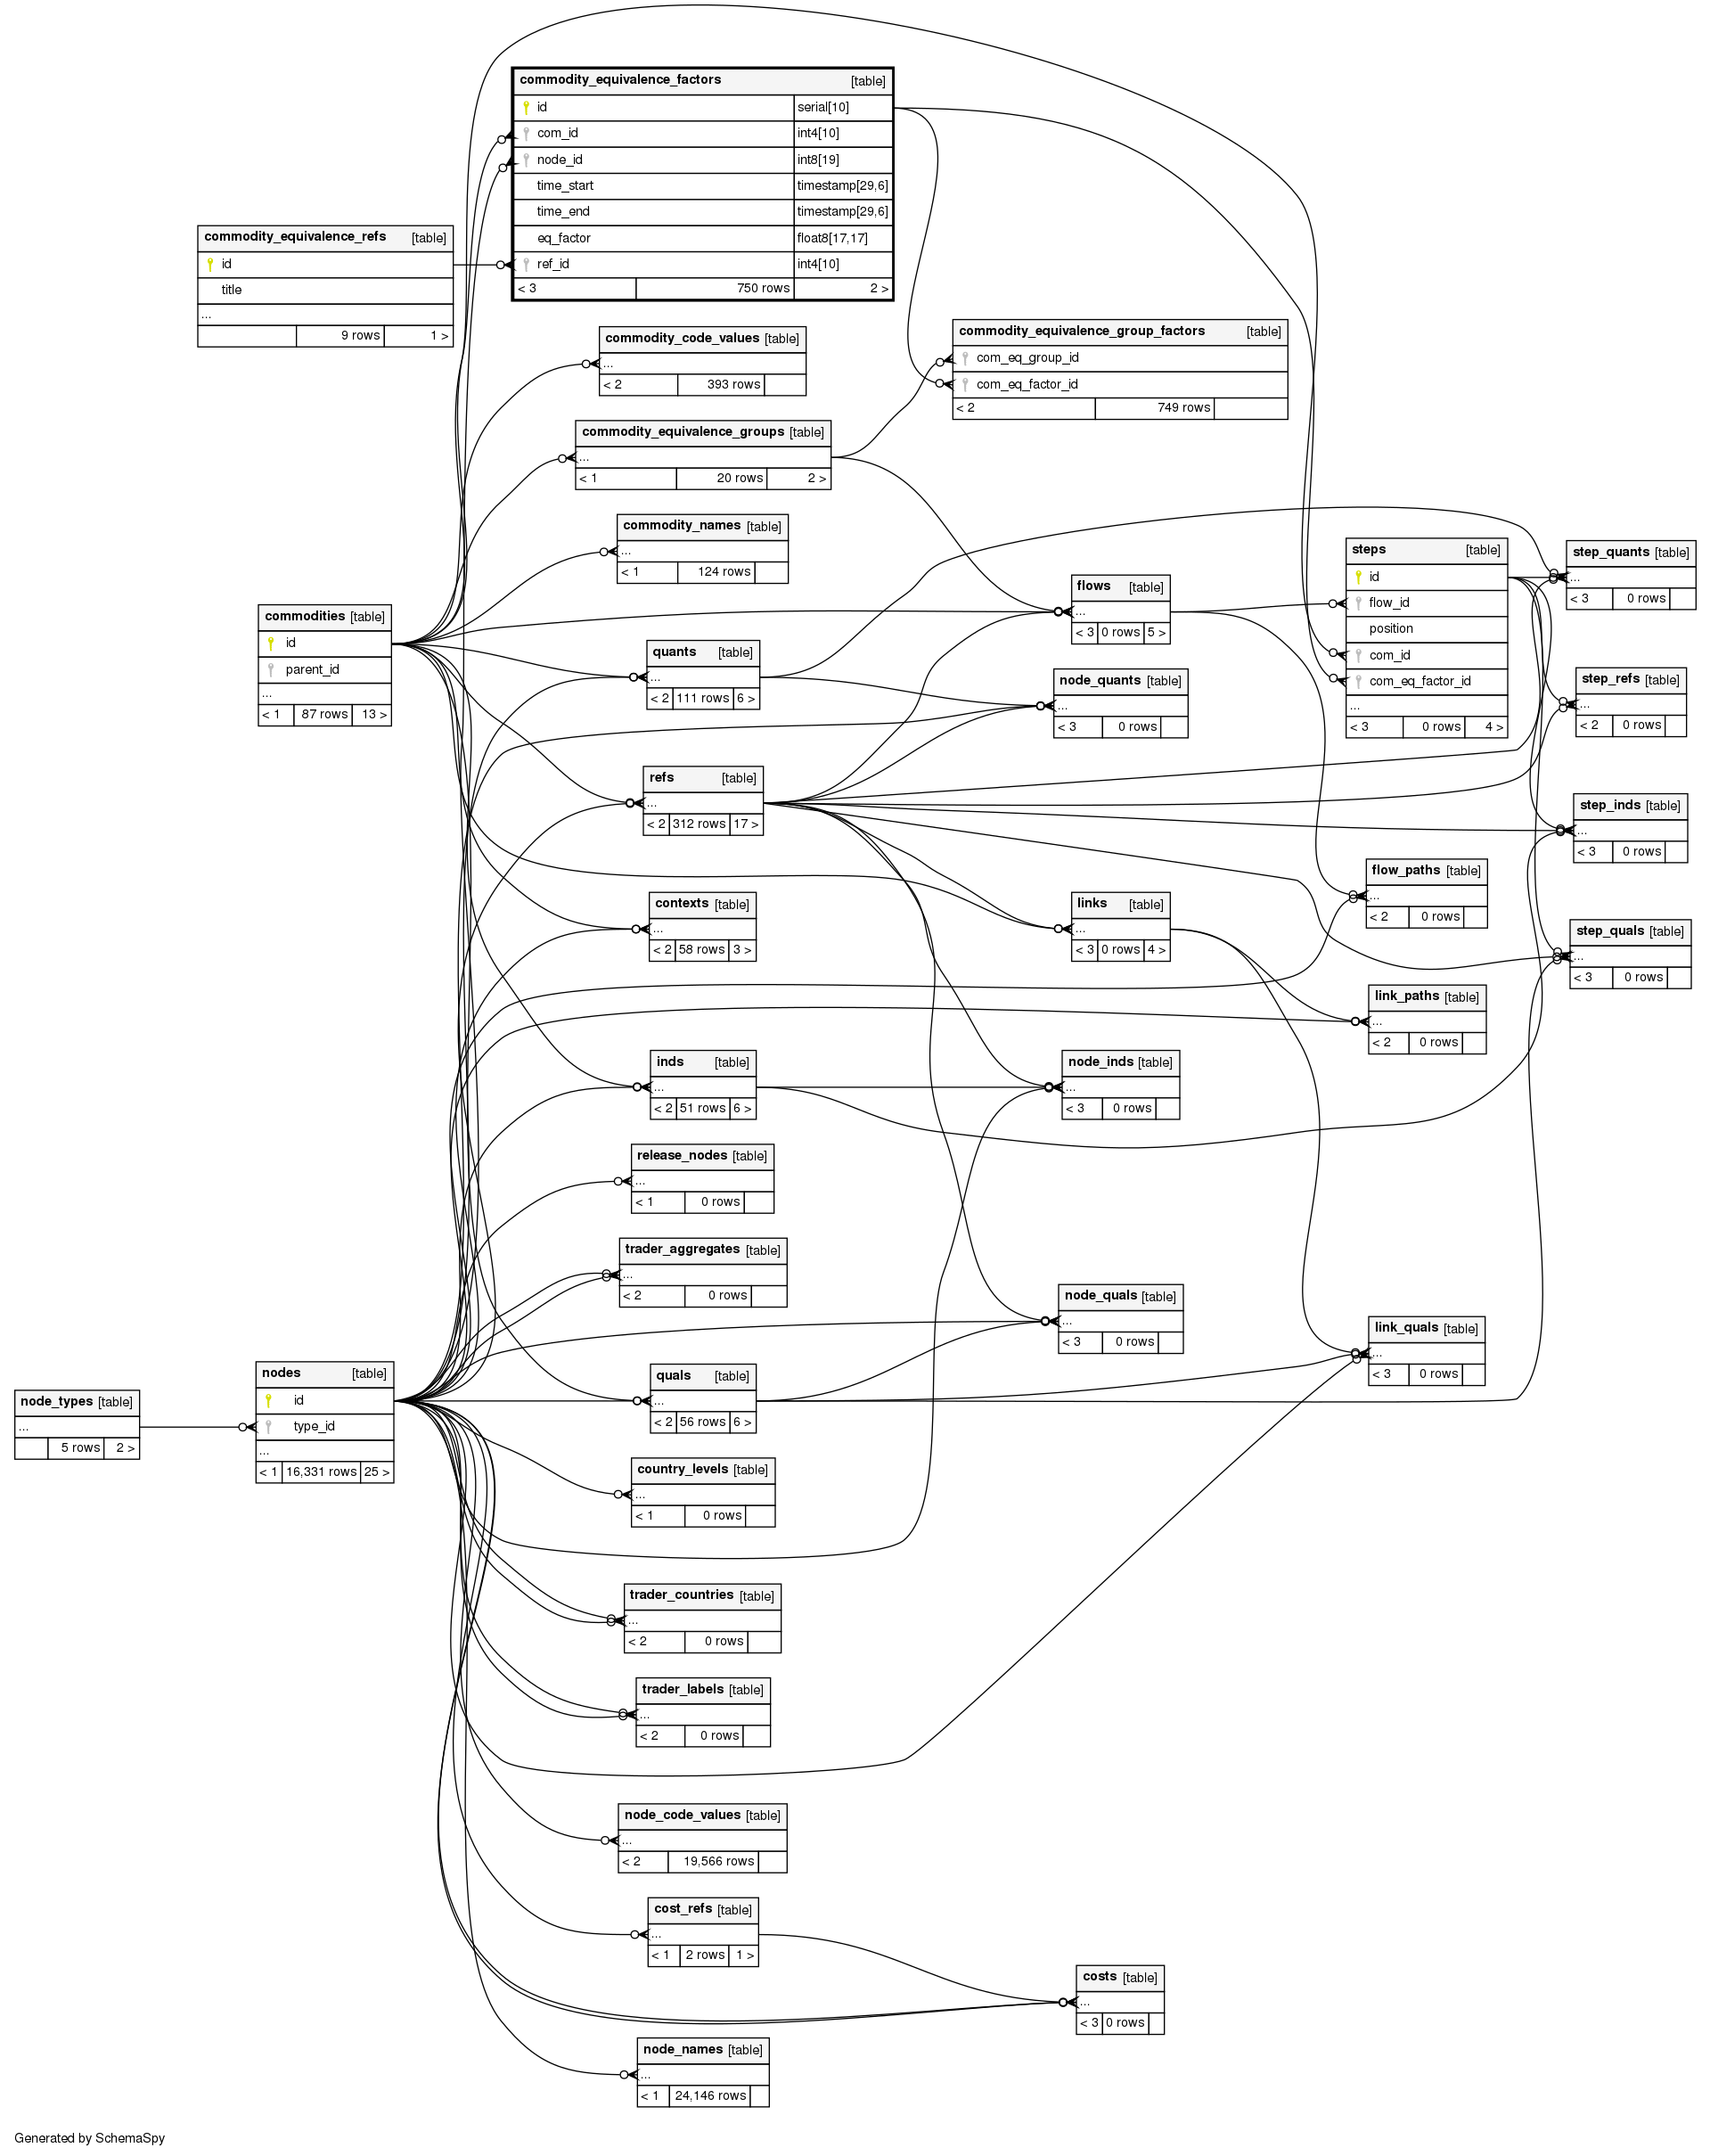 commodity_equivalence_factors [table]
id serial[10]
com_id int4[10]
node_id int8[19]
time_start timestamp[29,6]
time_end timestamp[29,6]
eq_factor float8[17,17]
ref_id int4[10]
< 3 750 rows 2 >
commodity_equivalence_refs [table]
id
title
...
9 rows 1 >
commodity_code_values [table]
...
< 2 393 rows
commodity_equivalence_group_factors [table]
com_eq_group_id
com_eq_factor_id
< 2 749 rows
commodity_equivalence_groups [table]
...
< 1 20 rows 2 >
commodity_names [table]
...
< 1 124 rows
steps [table]
id
flow_id
position
com_id
com_eq_factor_id
...
< 3 0 rows 4 >
step_quants [table]
...
< 3 0 rows
flows [table]
...
< 3 0 rows 5 >
commodities [table]
id
parent_id
...
< 1 87 rows 13 >
quants [table]
...
< 2 111 rows 6 >
node_quants [table]
...
< 3 0 rows
step_refs [table]
...
< 2 0 rows
refs [table]
...
< 2 312 rows 17 >
step_inds [table]
...
< 3 0 rows
flow_paths [table]
...
< 2 0 rows
contexts [table]
...
< 2 58 rows 3 >
links [table]
...
< 3 0 rows 4 >
step_quals [table]
...
< 3 0 rows
link_paths [table]
...
< 2 0 rows
inds [table]
...
< 2 51 rows 6 >
node_inds [table]
...
< 3 0 rows
release_nodes [table]
...
< 1 0 rows
trader_aggregates [table]
...
< 2 0 rows
node_quals [table]
...
< 3 0 rows
link_quals [table]
...
< 3 0 rows
quals [table]
...
< 2 56 rows 6 >
nodes [table]
id
type_id
...
< 1 16,331 rows 25 >
node_types [table]
...
5 rows 2 >
country_levels [table]
...
< 1 0 rows
trader_countries [table]
...
< 2 0 rows
trader_labels [table]
...
< 2 0 rows
node_code_values [table]
...
< 2 19,566 rows
cost_refs [table]
...
< 1 2 rows 1 >
costs [table]
...
< 3 0 rows
node_names [table]
...
< 1 24,146 rows
Generated by SchemaSpy